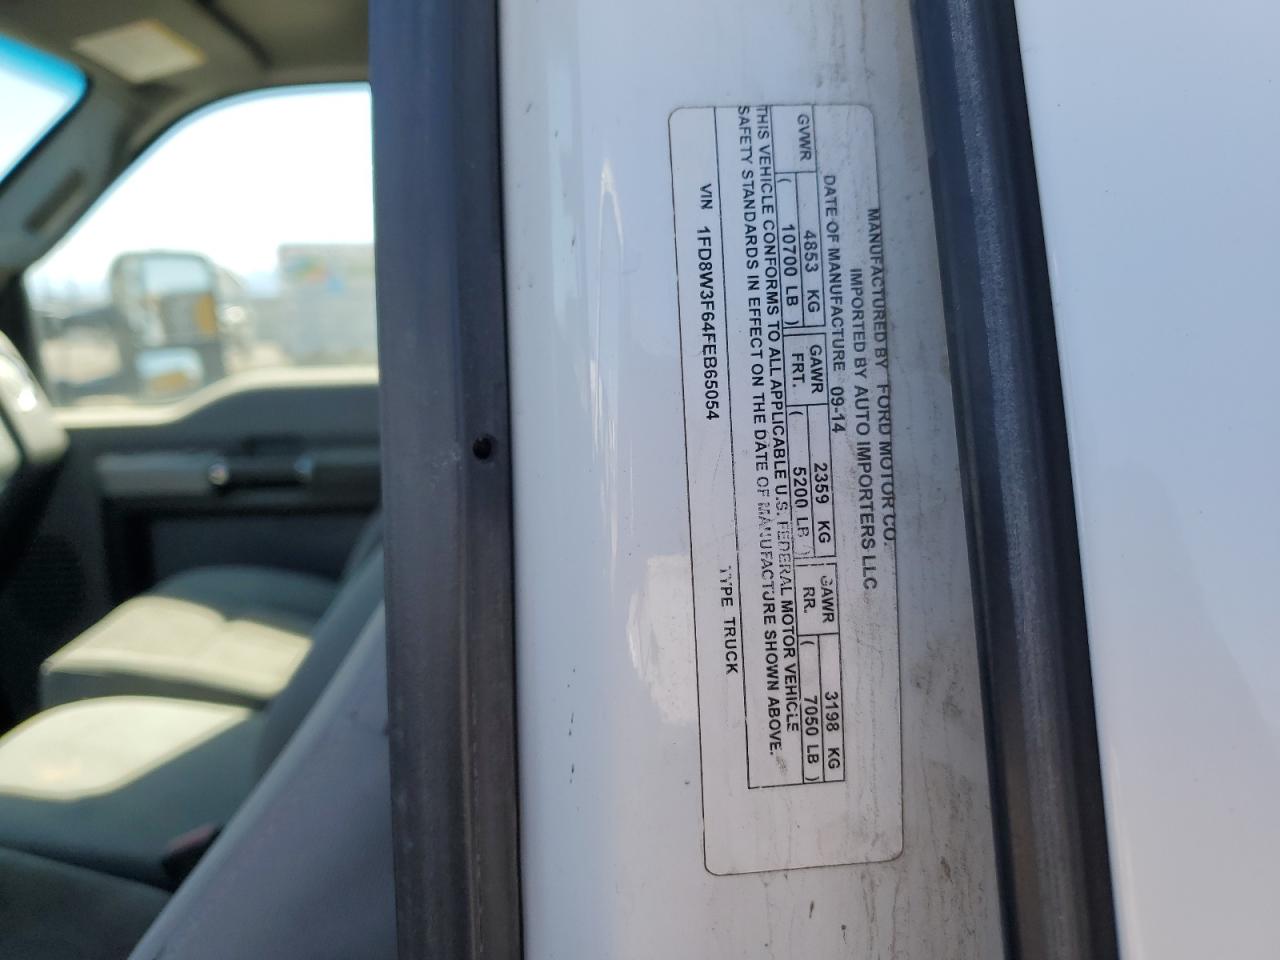 MANUFACTURED BY FORD MOTOR CO.
IMPORTED BY AUTO IMPORTERS LLC
DATE OF MANUFACTURE 09-14
GVWR 4853 KG GAWR 2359 KG GAWR 3198 KG
( 10700 LB ) FRT. ( 5200 LB ) RR. ( 7050 LB )
THIS VEHICLE CONFORMS TO ALL APPLICABLE U.S. FEDERAL MOTOR VEHICLE
SAFETY STANDARDS IN EFFECT ON THE DATE OF MANUFACTURE SHOWN ABOVE.
VIN 1FD8W3F64FEB65054 TYPE TRUCK